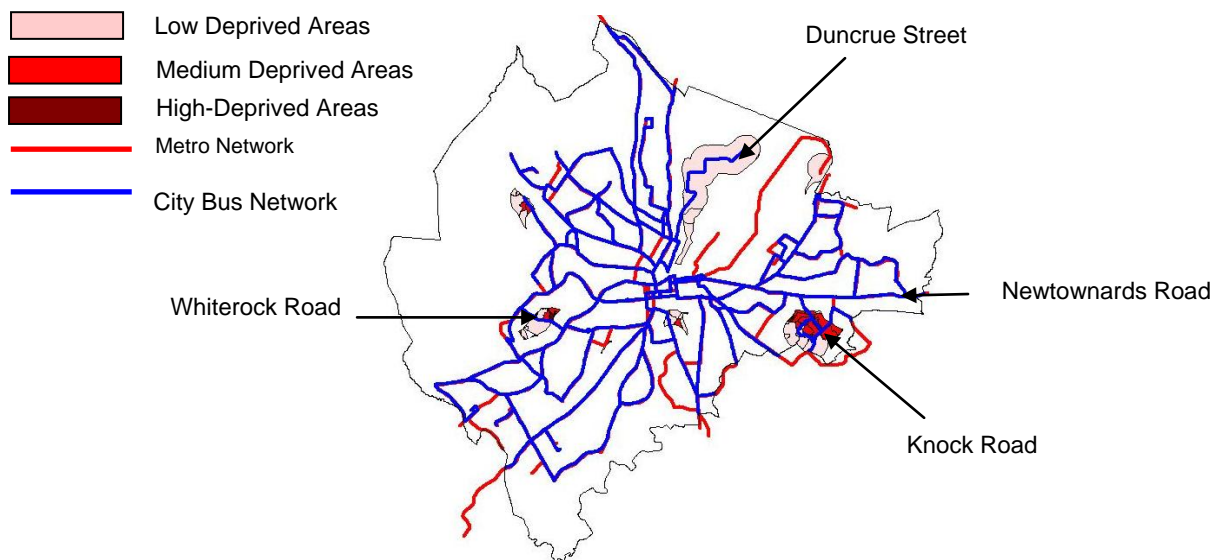 Low Deprived Areas
Medium Deprived Areas
High-Deprived Areas
Metro Network
City Bus Network
Duncrue Street
Whiterock Road
Newtownards Road
Knock Road